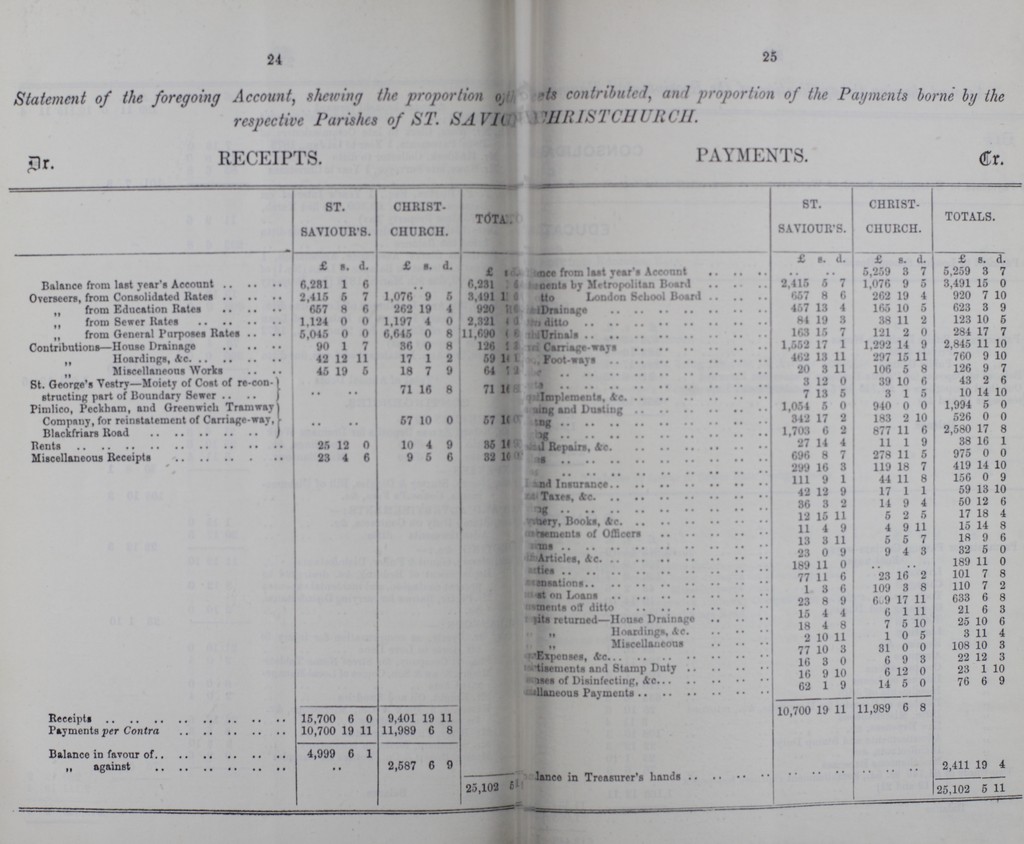 24
Statement of the foregoing Account, shewing the proportion
respective Parishes of ST.
Dr. RECEIPTS.
ST. SAVIOUR'S. CHRIST-CHURCH.
£ s. d. £ s. d. £
Balance from last year's Account .. .. .. 6,281 1 6 .. 6,281
Overseers, from Consolidated Rates .. .. .. 2,415 5 7 1,076 9 5 3,491
„ from Education Rates .. .. 657 8 6 262 19 4 920
„ from Sewer Rates .. .. .. 1,124 0 0 1,197 4 0 2,321
„ from General Purposes Rates .. .. .. 5,045 0 0 6,645 0 8 11,690
Contributions—House Drainage .. .. 90 1 7 36 0 8 126
„ Hoardings, &c. .. .. .. 42 12 11 17 1 2 59
„ Miscellaneous Works .. .. 45 19 5 18 7 9 64
St. George's Vestry—Moiety of Cost of re-con-
structing part of Boundary Sewer .. .. .. .. 71 16 8 71
Pimlico, Peckham, and Greenwich Tramway
Company, for reinstatement of Carriage-way, .. .. 57 10 0 57
Blackfriars Road .. .. .. .. ..
Rents .. .. .. .. .. .. .. .. 25 12 0 10 4 9 35
Miscellaneous Receipts .. .. .. .. 23 4 6 9 5 6 32
Receipts .. .. .. .. .. .. .. 15,700 6 0 9,401 19 11
Payments per Contra .. .. .. .. 10,700 19 11 11,989 6 8
Balance in favour of.. .. .. .. .. 4,999 6 1
„ against .. .. .. .. .. .. 2,587 6 9
25,102
25
contributed, and proportion of the Payments borne by the
CHRISTCHURCH.
PAYMENTS. Cr.
ST. SAVIOUR'S. CHRIST-CHURCH. TOTALS.
£ s. d. £ s. d. £ s. d.
from last year's Account .. .. .. .. .. 5,259 3 7 5,259 3 7
by Metropolitan Board .. .. .. 2,415 5 7 1,076 9 5 3,491 15 0
London School Board .. .. .. 657 8 6 262 19 4 920 7 10
Drainage .. .. .. 457 13 4 165 10 5 623 3 9
ditto .. .. .. 84 19 3 38 11 2 123 10 5
Urinals .. .. .. 163 15 7 121 2 0 284 17 7
Carriage-ways .. .. .. 1,552 17 1 1,292 14 9 2,845 11 10
Foot-ways .. .. .. 462 13 11 297 15 11 760 9 10
.. .. .. 20 3 11 106 5 8 126 9 7
.. .. .. 3 12 0 39 10 6 43 2 6
Implements, &c. .. .. .. 7 13 5 3 1 5 10 14 10
and Dusting .. .. .. 1,054 5 0 940 0 0 1,994 5 0
.. .. .. 342 17 2 183 2 10 526 0 0
.. .. .. 1,703 6 2 877 11 6 2,580 17 8
Repairs, &c. .. .. .. 27 14 4 11 1 9 38 16 1
.. .. .. 696 8 7 278 11 5 975 0 0
.. .. .. 299 16 3 119 18 7 419 14 10
and Insurance.. .. .. 111 9 1 44 11 8 156 0 9
Taxes, &c. .. .. .. 42 12 9 17 1 1 59 13 10
.. .. .. 36 3 2 14 9 4 50 12 6
Books, &c. .. .. .. 12 15 11 5 2 5 17 18 4
of Officers .. .. .. 11 4 9 4 9 11 15 14 8
.. .. .. 13 3 11 5 5 7 18 9 6
Articles, &c. .. .. .. 23 0 9 9 4 3 32 5 0
.. .. .. 189 11 0 .. .. 189 11 0
.. .. .. 77 11 6 23 16 2 101 7 8
on Loans .. .. .. 1 3 6 109 3 8 110 7 2
off ditto .. .. .. 23 8 9 6 9 17 11 633 6 8
returned—House Drainage .. .. .. 15 4 4 6 1 11 21 6 3
„ Hoardings, &c. .. .. .. 18 4 8 7 5 10 25 10 6
„ Miscellaneous .. .. .. 2 10 11 1 0 5 3 11 4
Expenses, &c. .. .. .. 77 10 3 31 0 0 108 10 3
and Stamp Duty .. .. .. 16 3 0 6 9 3 22 12 3
of Disinfecting, &c. .. .. .. 16 9 10 6 12 0 23 1 10
Payments .. .. .. 62 1 9 14 5 0 76 6 9
10,700 19 11 11,989 6 8
in Treasurer's hands .. .. .. .. .. .. .. .. .. 2,411 19 4
25,102 5 11